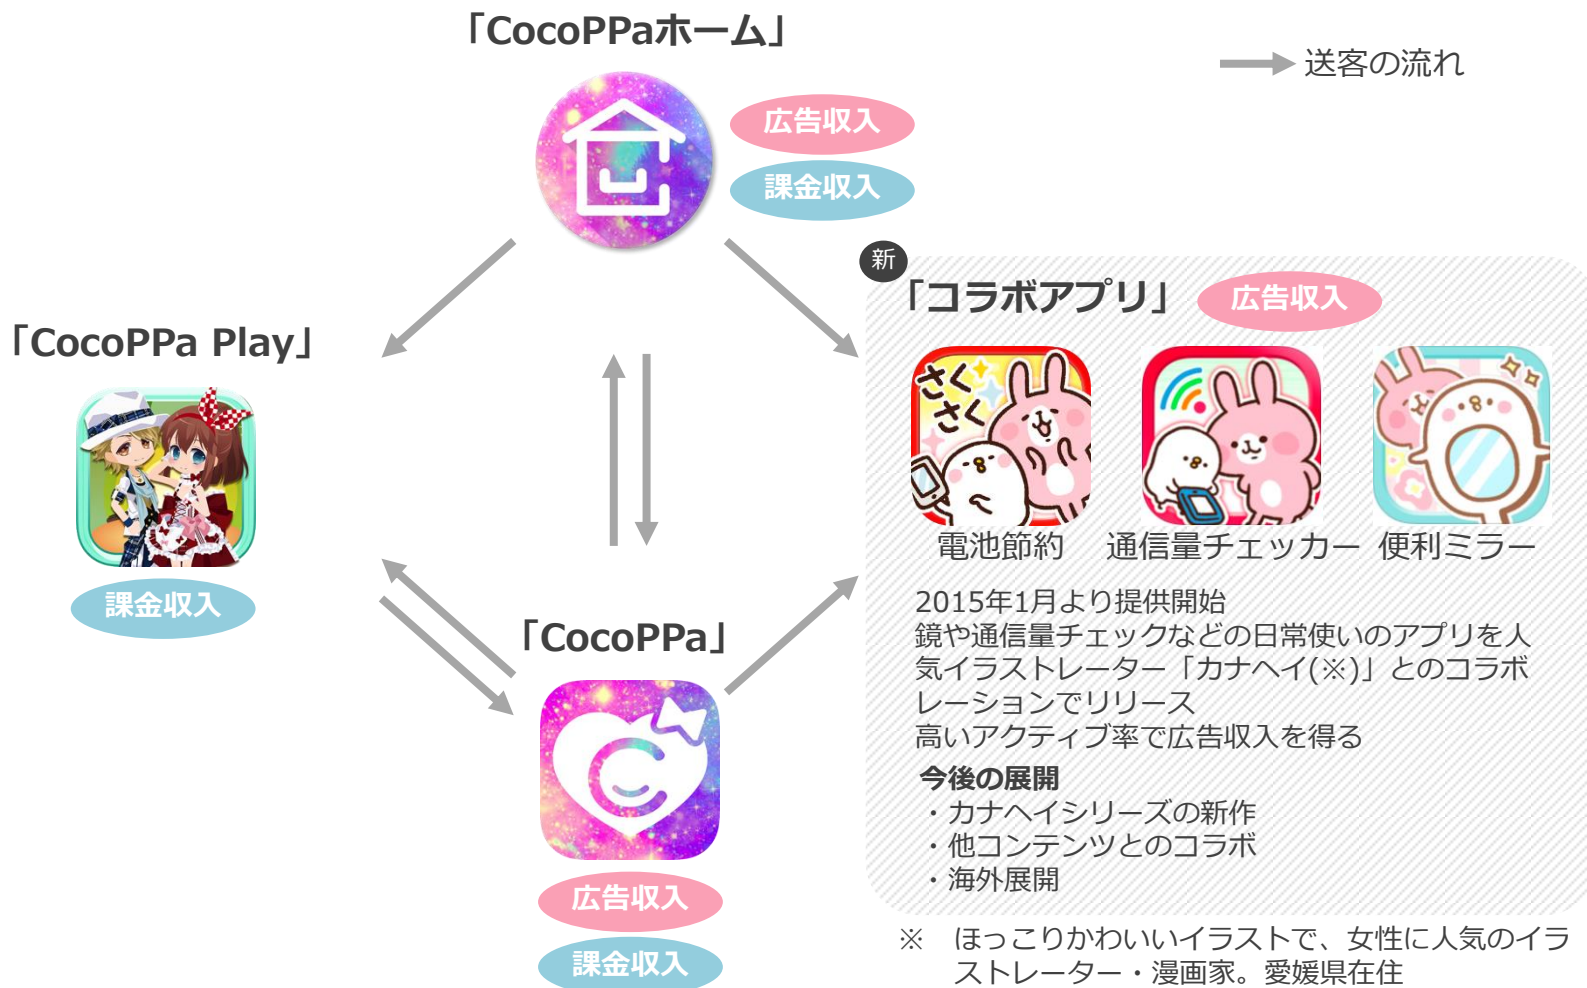 「CocoPPaホーム」
送客の流れ
広告収入
課金収入
新
「コラボアプリ」
広告収入
「CocoPPa Play」
さく
さく
電池節約
通信量チェッカー
便利ミラー
課金収入
2015年1月より提供開始
鏡や通信量チェックなどの日常使いのアプリを人
気イラストレーター「カナヘイ(※)」とのコラボ
レーションでリリース
高いアクティブ率で広告収入を得る
今後の展開
・カナヘイシリーズの新作
・他コンテンツとのコラボ
・海外展開
「CocoPPa」
広告収入
課金収入
※ ほっこりかわいいイラストで、女性に人気のイラ
ストレーター・漫画家。愛媛県在住